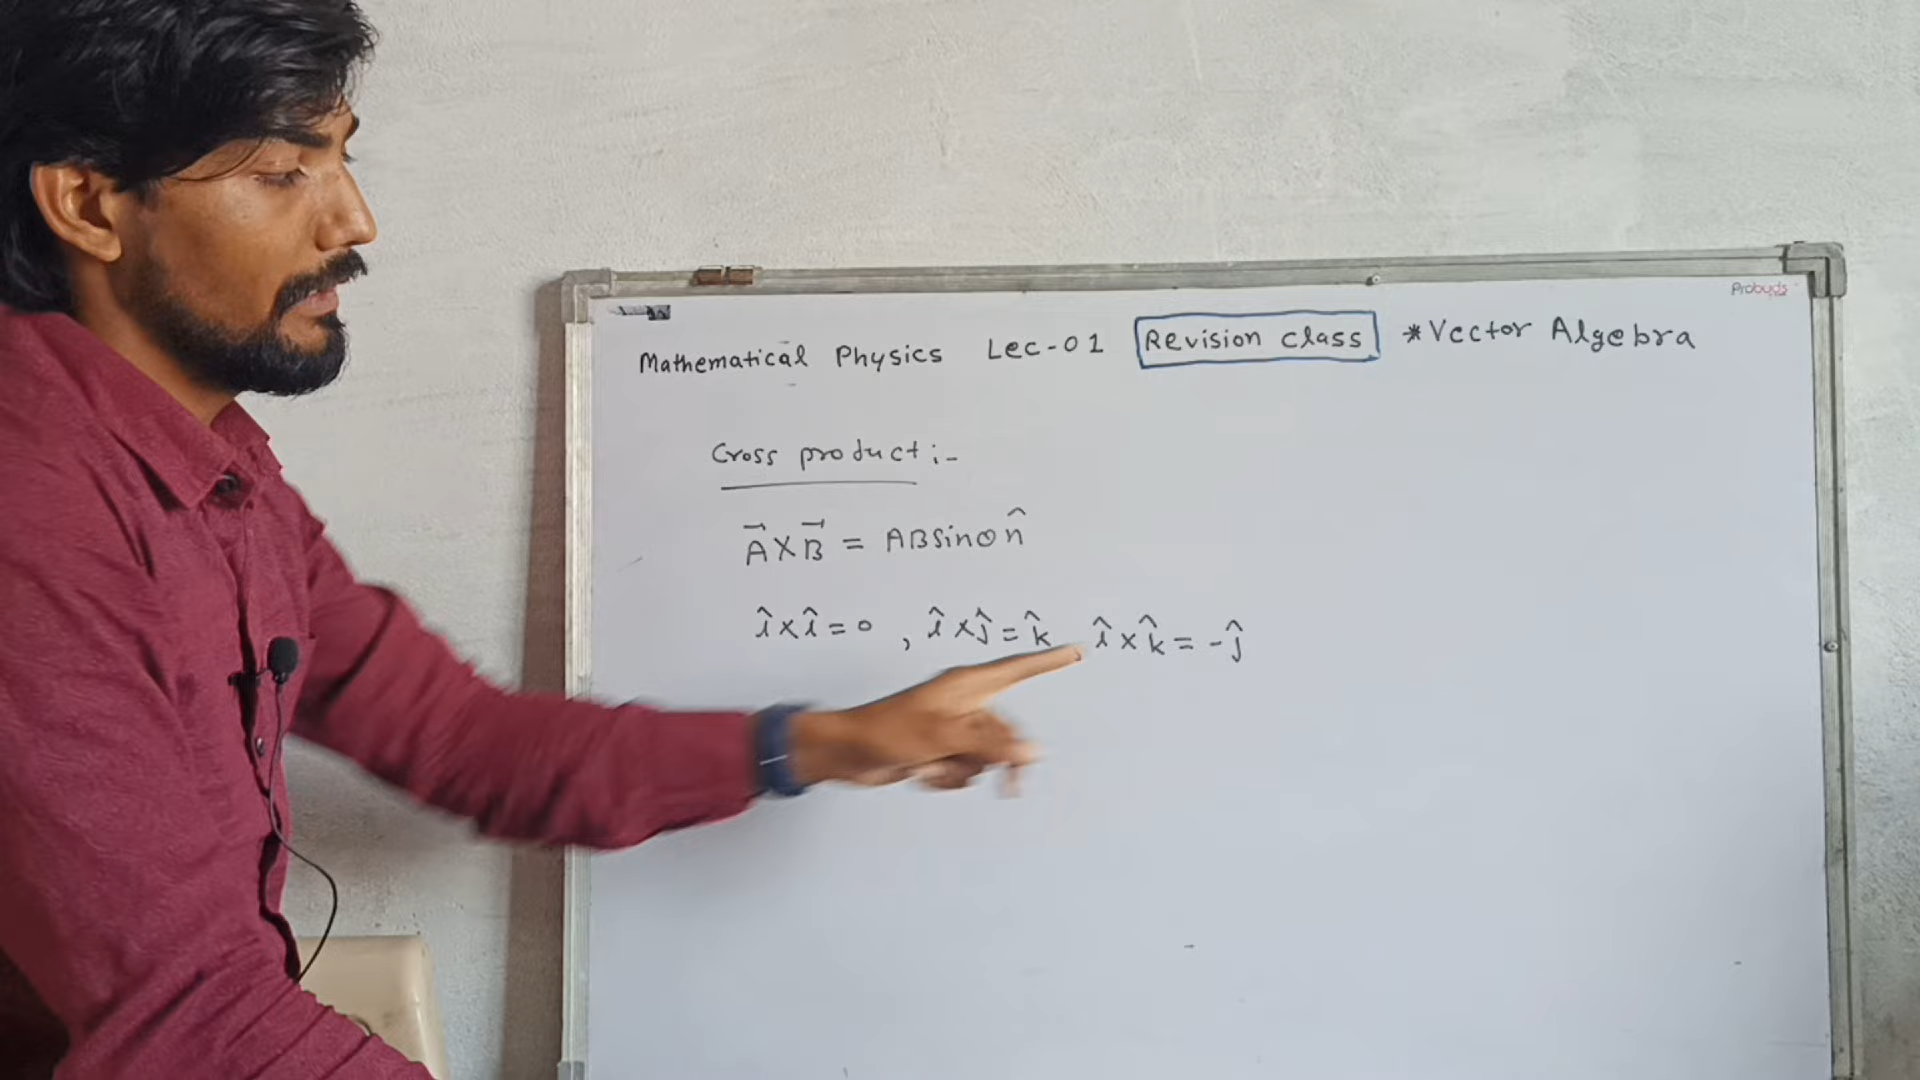 Probuds
Mathematical Physics Lec-01 Revision class *Vector Algebra
Cross product :-
A⃗ X B⃗ = ABsinθ n̂
î x î = 0 , î x ĵ = k̂ î x k̂ = -ĵ